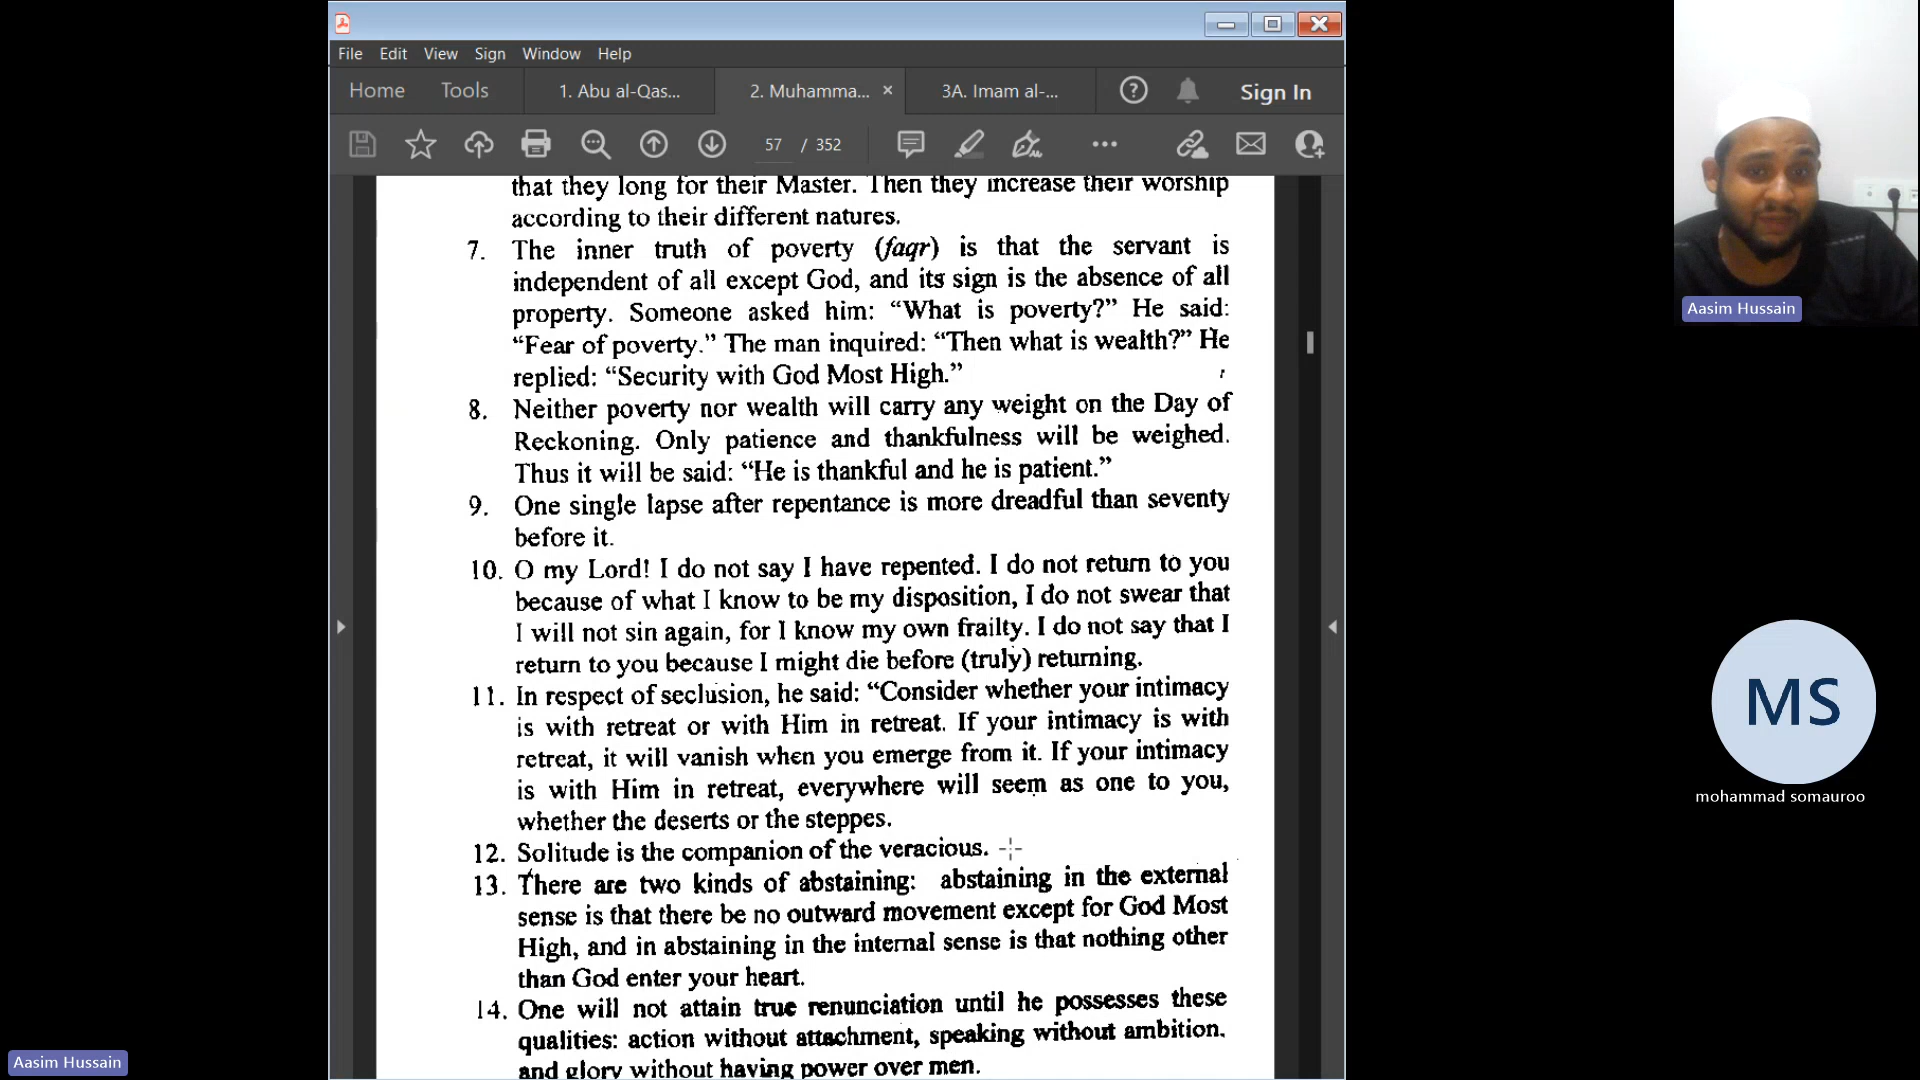 File Edit View Sign Window Help
Home Tools 1. Abu al-Qas... 2. Muhamma... × 3A. Imam al-... ? Sign In
57 / 352
that they long for their Master. Then they increase their worship
according to their different natures.
7. The inner truth of poverty (faqr) is that the servant is
independent of all except God, and its sign is the absence of all
property. Someone asked him: “What is poverty?” He said:
“Fear of poverty.” The man inquired: “Then what is wealth?” He
replied: “Security with God Most High.”
8. Neither poverty nor wealth will carry any weight on the Day of
Reckoning. Only patience and thankfulness will be weighed.
Thus it will be said: “He is thankful and he is patient.”
9. One single lapse after repentance is more dreadful than seventy
before it.
10. O my Lord! I do not say I have repented. I do not return to you
because of what I know to be my disposition, I do not swear that
I will not sin again, for I know my own frailty. I do not say that I
return to you because I might die before (truly) returning.
11. In respect of seclusion, he said: “Consider whether your intimacy
is with retreat or with Him in retreat. If your intimacy is with
retreat, it will vanish when you emerge from it. If your intimacy
is with Him in retreat, everywhere will seem as one to you,
whether the deserts or the steppes.
12. Solitude is the companion of the veracious.
13. There are two kinds of abstaining: abstaining in the external
sense is that there be no outward movement except for God Most
High, and in abstaining in the internal sense is that nothing other
than God enter your heart.
14. One will not attain true renunciation until he possesses these
qualities: action without attachment, speaking without ambition.
and glory without having power over men.
Aasim Hussain
MS
mohammad somauroo
Aasim Hussain